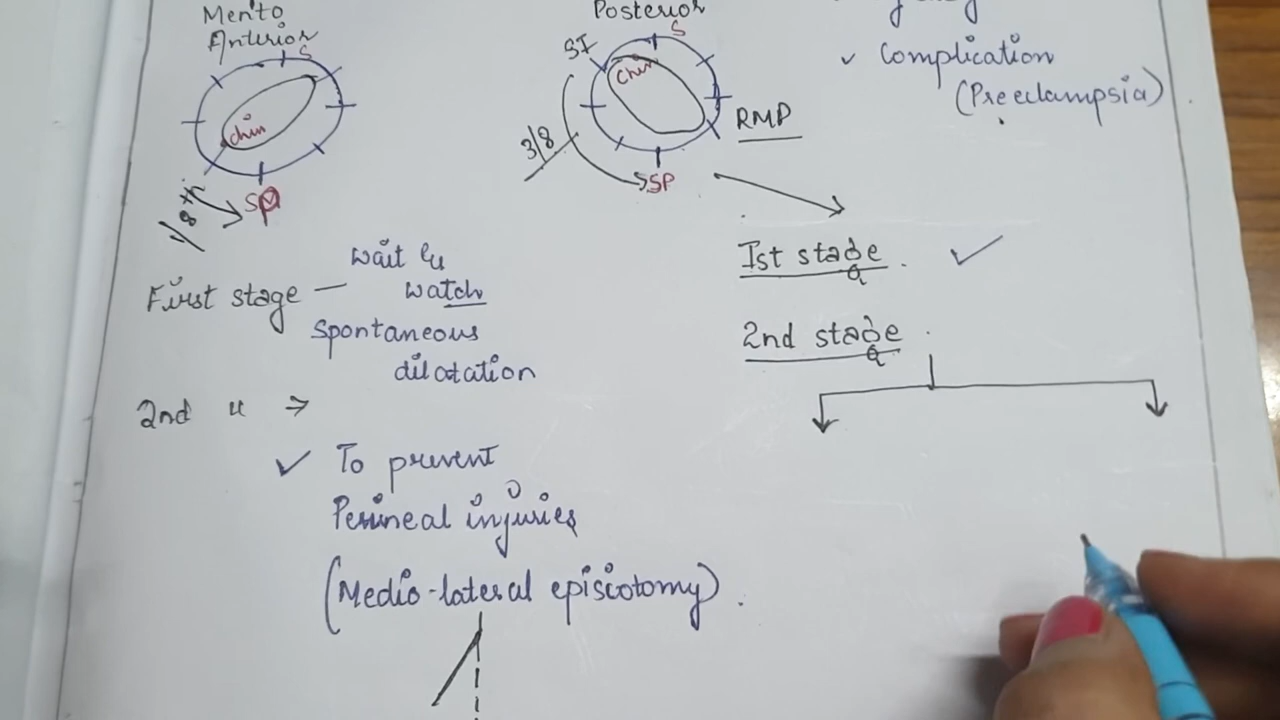 Mento
Anterior
S
chin
1/8th
SP
First stage — wait &
watch
Spontaneous
dilatation
2nd " ⇒
✓ To prevent
Perineal injuries
(Medio-lateral episiotomy).
Posterior
S
SI
chin
3/8
RMP
SP
Ist stage.
2nd stage.
✓ Complication
(Preeclampsia)